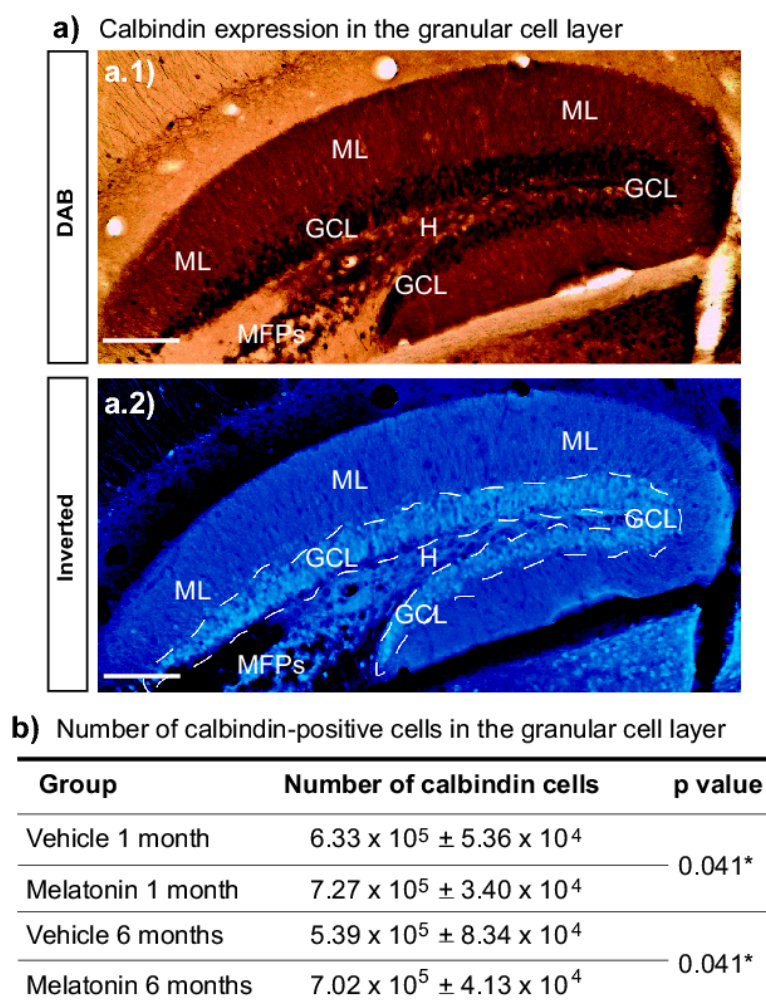 a) Calbindin expression in the granular cell layer
DAB
a.1)
ML
ML
GCL
GCL
H
ML
GCL
MFPs
Inverted
a.2)
ML
ML
GCL
GCL
H
ML
GCL
MFPs
b) Number of calbindin-positive cells in the granular cell layer
Group Number of calbindin cells p value
Vehicle 1 month 6.33 x 10⁵ ± 5.36 x 10⁴
0.041*
Melatonin 1 month 7.27 x 10⁵ ± 3.40 x 10⁴
Vehicle 6 months 5.39 x 10⁵ ± 8.34 x 10⁴
0.041*
Melatonin 6 months 7.02 x 10⁵ ± 4.13 x 10⁴